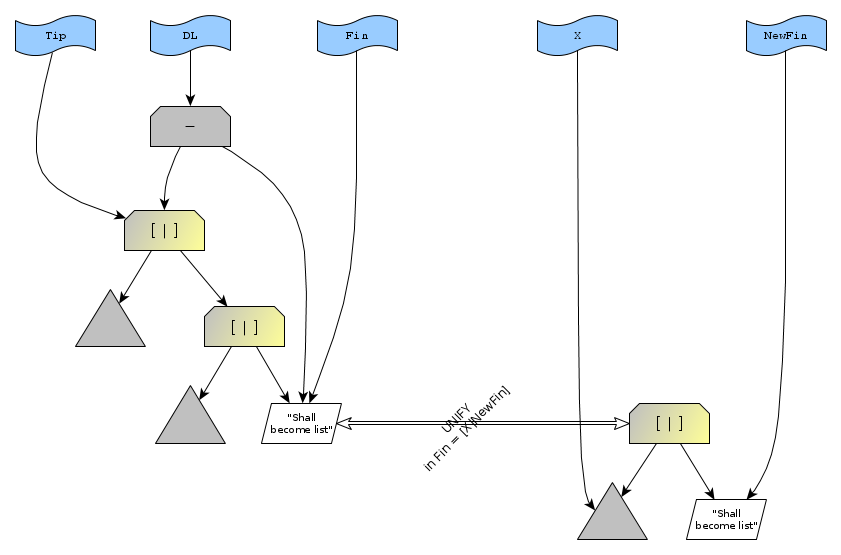 Tip
DL
Fin
X
NewFin
—
[ | ]
[ | ]
"Shall
become list"
UNIFY
in Fin = [X|NewFin]
[ | ]
"Shall
become list"